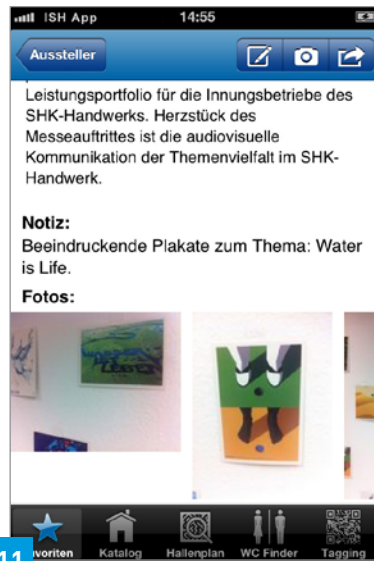 ISH App 14:55
Aussteller
Leistungsportfolio für die Innungsbetriebe des
SHK-Handwerks. Herzstück des
Messeauftrittes ist die audiovisuelle
Kommunikation der Themenvielfalt im SHK-
Handwerk.
Notiz:
Beeindruckende Plakate zum Thema: Water
is Life.
Fotos:
11
Katalog Hallenplan WC Finder Tagging